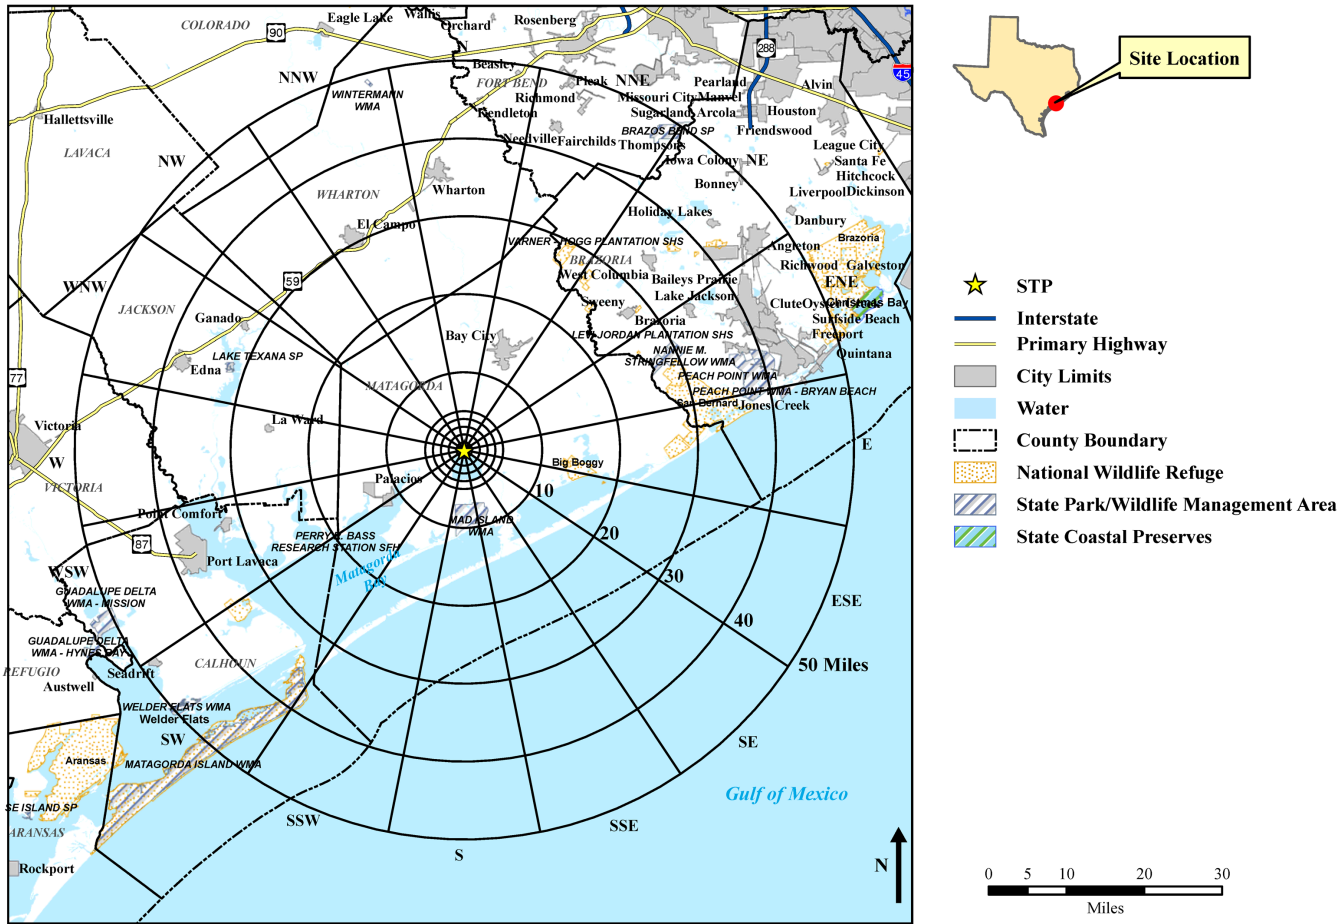 COLORADO
Eagle Lake
Wallis
Orchard
Rosenberg
90
N
Beasley
288
45
NNW
WINTERMANN
WMA
FORT BEND
Pleak
NNE
Pearland
Alvin
Richmond
Missouri City
Manvel
Kendleton
Sugarland
Arcola
Houston
Hallettsville
BRAZOS BEND SP
Friendswood
Needville
Fairchilds
Thompsons
League City
LAVACA
NW
Iowa Colony
NE
Santa Fe
Hitchcock
WHARTON
Wharton
Bonney
Liverpool
Dickinson
Holiday Lakes
Danbury
El Campo
VARNER - HOGG PLANTATION SHS
Angleton
Brazoria
BRAZORIA
Richwood
Galveston
WNW
59
West Columbia
Baileys Prairie
ENE
JACKSON
Sweeny
Lake Jackson
Clute
Oyster Creek
Christmas Bay
Ganado
Brazoria
Surfside Beach
Bay City
LEVI JORDAN PLANTATION SHS
Freeport
LAKE TEXANA SP
NANNIE M.
STRINGFELLOW WMA
Quintana
Edna
77
MATAGORDA
PEACH POINT WMA
PEACH POINT WMA - BRYAN BEACH
San Bernard
Jones Creek
Victoria
La Ward
E
W
Big Boggy
VICTORIA
Palacios
10
Point Comfort
MAD ISLAND
WMA
20
87
PERRY R. BASS
RESEARCH STATION SFH
Port Lavaca
Matagorda
Bay
30
WSW
GUADALUPE DELTA
WMA - MISSION
ESE
40
GUADALUPE DELTA
WMA - HYNES BAY
REFUGIO
CALHOUN
50 Miles
Seadrift
Austwell
WELDER FLATS WMA
Welder Flats
SW
SE
Aransas
MATAGORDA ISLAND WMA
Gulf of Mexico
SE ISLAND SP
SSW
SSE
ARANSAS
S
Rockport
N
Site Location
STP
Interstate
Primary Highway
City Limits
Water
County Boundary
National Wildlife Refuge
State Park/Wildlife Management Area
State Coastal Preserves
0 5 10 20 30
Miles